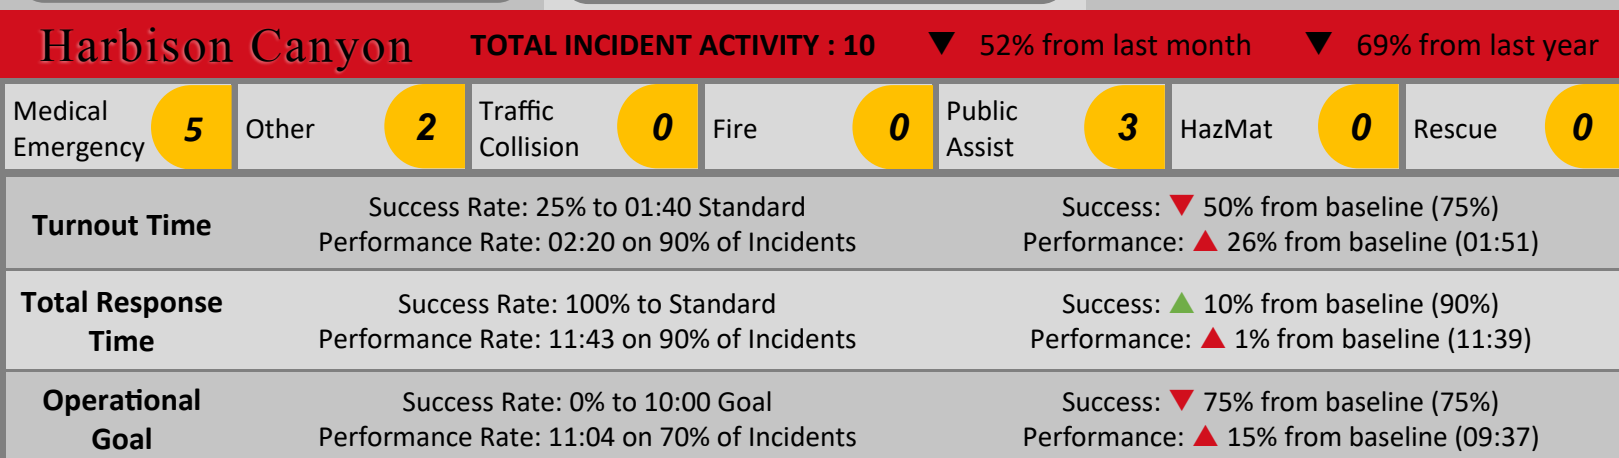 Harbison Canyon TOTAL INCIDENT ACTIVITY : 10 ▼ 52% from last month ▼ 69% from last year
Medical
Emergency
5
Other
2
Traffic
Collision
0
Fire
0
Public
Assist
3
HazMat
0
Rescue
0
Turnout Time
Success Rate: 25% to 01:40 Standard
Performance Rate: 02:20 on 90% of Incidents
Success: ▼ 50% from baseline (75%)
Performance: ▲ 26% from baseline (01:51)
Total Response
Time
Success Rate: 100% to Standard
Performance Rate: 11:43 on 90% of Incidents
Success: ▲ 10% from baseline (90%)
Performance: ▲ 1% from baseline (11:39)
Operational
Goal
Success Rate: 0% to 10:00 Goal
Performance Rate: 11:04 on 70% of Incidents
Success: ▼ 75% from baseline (75%)
Performance: ▲ 15% from baseline (09:37)